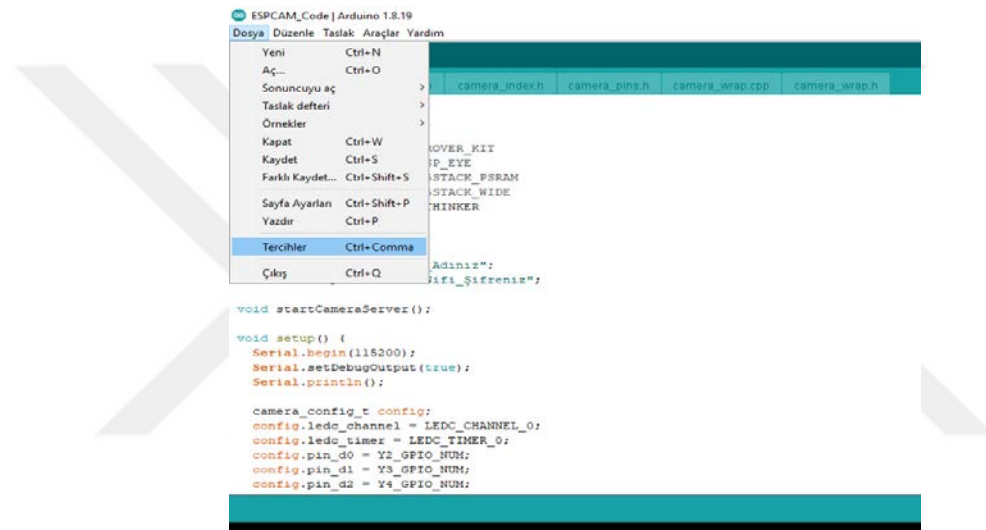 ESPCAM_Code | Arduino 1.8.19
Dosya Düzenle Taslak Araçlar Yardım
Yeni Ctrl+N
Aç... Ctrl+O
Sonuncuyu aç >
Taslak defteri >
Örnekler >
Kapat Ctrl+W
Kaydet Ctrl+S
Farklı Kaydet... Ctrl+Shift+S
Sayfa Ayarları Ctrl+Shift+P
Yazdır Ctrl+P
Tercihler Ctrl+Comma
Çıkış Ctrl+Q
camera_index.h camera_pins.h camera_wrap.cpp camera_wrap.h
OVER_KIT
SP_EYE
STACK_PSRAM
STACK_WIDE
THINKER
_Adınız";
ifi_Şifreniz";
void startCameraServer();
void setup() {
Serial.begin(115200);
Serial.setDebugOutput(true);
Serial.println();
camera_config_t config;
config.ledc_channel = LEDC_CHANNEL_0;
config.ledc_timer = LEDC_TIMER_0;
config.pin_d0 = Y2_GPIO_NUM;
config.pin_d1 = Y3_GPIO_NUM;
config.pin_d2 = Y4_GPIO_NUM;